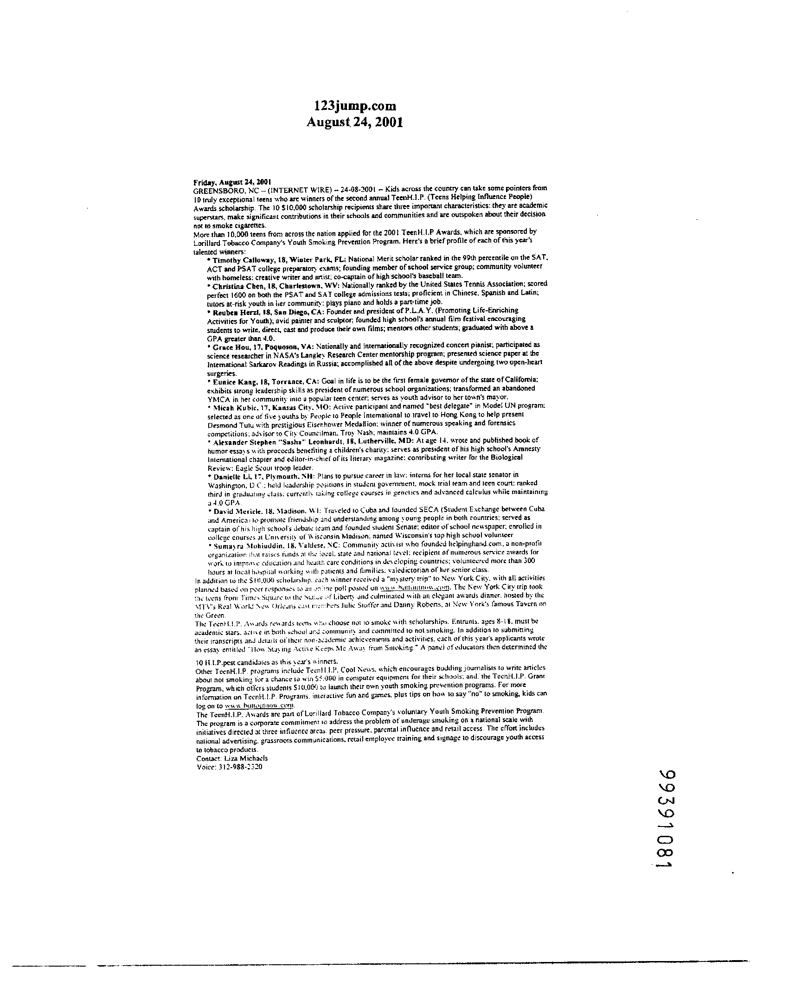 123jump.com
August 24, 2001
Friday, August 24, 2001
GREENSBORO, NC -- (INTERNET WIRE) -- 24-08-2001 -- Kids across the country can take some pointers from
10 truly exceptional teens who are winners of the second annual TeenH.I.P. (Teens Helping Influence People)
Awards scholarship. The 10 $10,000 scholarship recipients share three important characteristics: they are academic
superstars, make significant contributions in their schools and communities and are outspoken about their decision
not to smoke cigarettes.
More than 10,000 teens from across the nation applied for the 2001 TeenH.I.P Awards, which are sponsored by
Lorillard Tobacco Company's Youth Smoking Prevention Program. Here's a brief profile of each of this year's
talented winners:
* Timothy Calloway, 18, Winter Park, FL: National Merit scholar ranked in the 99th percentile on the SAT,
ACT and PSAT college preparatory exams; founding member of school service group; community volunteer
with homeless; creative writer and artist; co-captain of high school's baseball team.
* Christina Chen, 18, Charlestown, WV: Nationally ranked by the United States Tennis Association; scored
perfect 1600 on both the PSAT and SAT college admissions tests; proficient in Chinese, Spanish and Latin;
tutors at-risk youth in her community; plays piano and holds a part-time job.
* Reuben Herzl, 18, San Diego, CA: Founder and president of P.L.A.Y. (Promoting Life-Enriching
Activities for Youth); avid painter and sculptor; founded high school's annual film festival encouraging
students to write, direct, cast and produce their own films; mentors other students; graduated with above a
GPA greater than 4.0.
* Grace Hou, 17, Poquoson, VA: Nationally and internationally recognized concert pianist; participated as
science researcher in NASA's Langley Research Center mentorship program; presented science paper at the
International Sarkarov Readings in Russia; accomplished all of the above despite undergoing two open-heart
surgeries.
* Eunice Kang, 18, Torrance, CA: Goal in life is to be the first female governor of the state of California;
exhibits strong leadership skills as president of numerous school organizations; transformed an abandoned
YMCA in her community into a popular teen center; serves as youth advisor to her town's mayor.
* Micah Kubic, 17, Kansas City, MO: Active participant and named "best delegate" in Model UN program;
selected as one of five youths by People to People International to travel to Hong Kong to help present
Desmond Tutu with prestigious Eisenhower Medallion; winner of numerous speaking and forensics
competitions; advisor to City Councilman, Troy Nash; maintains 4.0 GPA.
* Alexander Stephen "Sasha" Leonhardt, 18, Lutherville, MD: At age 14, wrote and published book of
humor essays with proceeds benefiting a children's charity; serves as president of his high school's Amnesty
International chapter and editor-in-chief of its literary magazine; contributing writer for the Biological
Review; Eagle Scout troop leader.
* Danielle Li, 17, Plymouth, NH: Plans to pursue career in law; interns for her local state senator in
Washington, D.C.; held leadership positions in student government, mock trial team and teen court; ranked
third in graduating class; currently taking college courses in genetics and advanced calculus while maintaining
a 4.0 GPA.
* David Mericle, 18, Madison, WI: Traveled to Cuba and founded SECA (Student Exchange between Cuba
and America) to promote friendship and understanding among young people in both countries; served as
captain of his high school's debate team and founded student Senate; editor of school newspaper; enrolled in
college courses at University of Wisconsin Madison; named Wisconsin's top high school volunteer
* Sumayra Mohiuddin, 18, Valdese, NC: Community activist who founded helpinghand.com, a non-profit
organization that raises funds at the local, state and national level; recipient of numerous service awards for
work to improve education and health care conditions in developing countries; volunteered more than 300
hours at local hospital working with patients and families; valedictorian of her senior class.
In addition to the $10,000 scholarship, each winner received a "mystery trip" to New York City, with all activities
planned based on peer responses to an online poll posted on www.buttoutnow.com. The New York City trip took
the teens from Times Square to the Statue of Liberty and culminated with an elegant awards dinner, hosted by the
MTV's Real World New Orleans cast members Julie Stoffer and Danny Roberts, at New York's famous Tavern on
the Green.
The TeenH.I.P. Awards rewards teens who choose not to smoke with scholarships. Entrants, ages 8-18, must be
academic stars, active in both school and community and committed to not smoking. In addition to submitting
their transcripts and details of their non-academic achievements and activities, each of this year's applicants wrote
an essay entitled "How Staying Active Keeps Me Away from Smoking." A panel of educators then determined the
10 H.I.P.pest candidates as this year's winners.
Other TeenH.I.P. programs include TeenH.I.P. Cool News, which encourages budding journalists to write articles
about not smoking for a chance to win $5,000 in computer equipment for their schools; and, the TeenH.I.P. Grant
Program, which offers students $10,000 to launch their own youth smoking prevention programs. For more
information on TeenH.I.P. Programs, interactive fun and games, plus tips on how to say "no" to smoking, kids can
log on to www.buttoutnow.com.
The TeenH.I.P. Awards are part of Lorillard Tobacco Company's voluntary Youth Smoking Prevention Program.
The program is a corporate commitment to address the problem of underage smoking on a national scale with
initiatives directed at three influence areas: peer pressure, parental influence and retail access. The effort includes
national advertising, grassroots communications, retail employee training and signage to discourage youth access
to tobacco products.
Contact: Liza Michaels
Voice: 312-988-2320
99391081